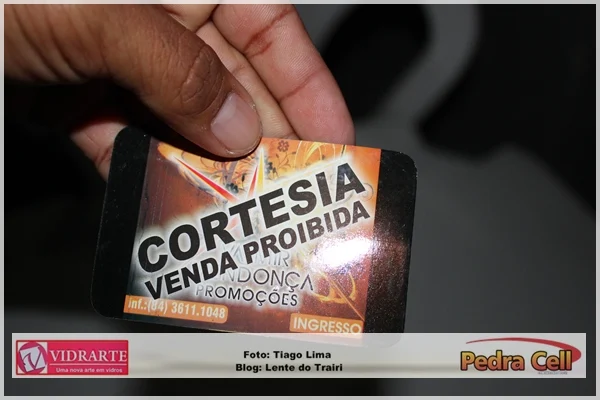 CORTESIA
VENDA PROIBIDA
PROMOÇÕES
inf.:(84) 3611.1048
INGRESSO
VIDRARTE
Uma nova arte em vidros
Foto: Tiago Lima
Blog: Lente do Trairi
Pedra Cell